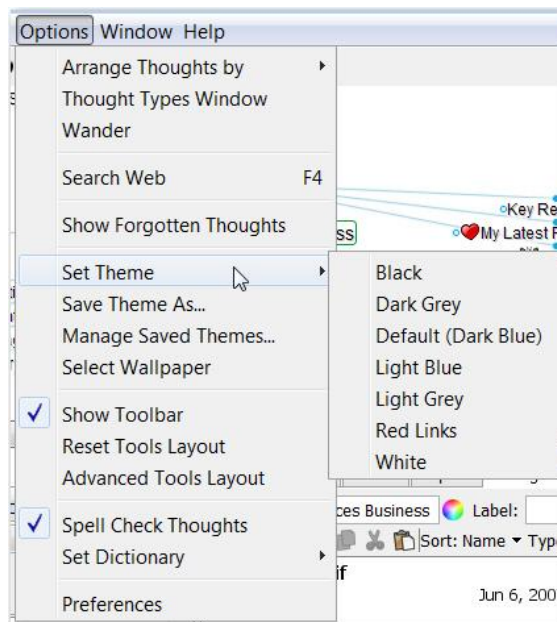 Options Window Help
Arrange Thoughts by
Thought Types Window
Wander
Search Web F4
Show Forgotten Thoughts
Key Re
ss
My Latest F
Set Theme
Black
Save Theme As...
Dark Grey
Manage Saved Themes...
Default (Dark Blue)
Select Wallpaper
Light Blue
Light Grey
Show Toolbar
Red Links
Reset Tools Layout
White
Advanced Tools Layout
ces Business Label:
Spell Check Thoughts
Sort: Name Typ
Set Dictionary
if
Jun 6, 200
Preferences